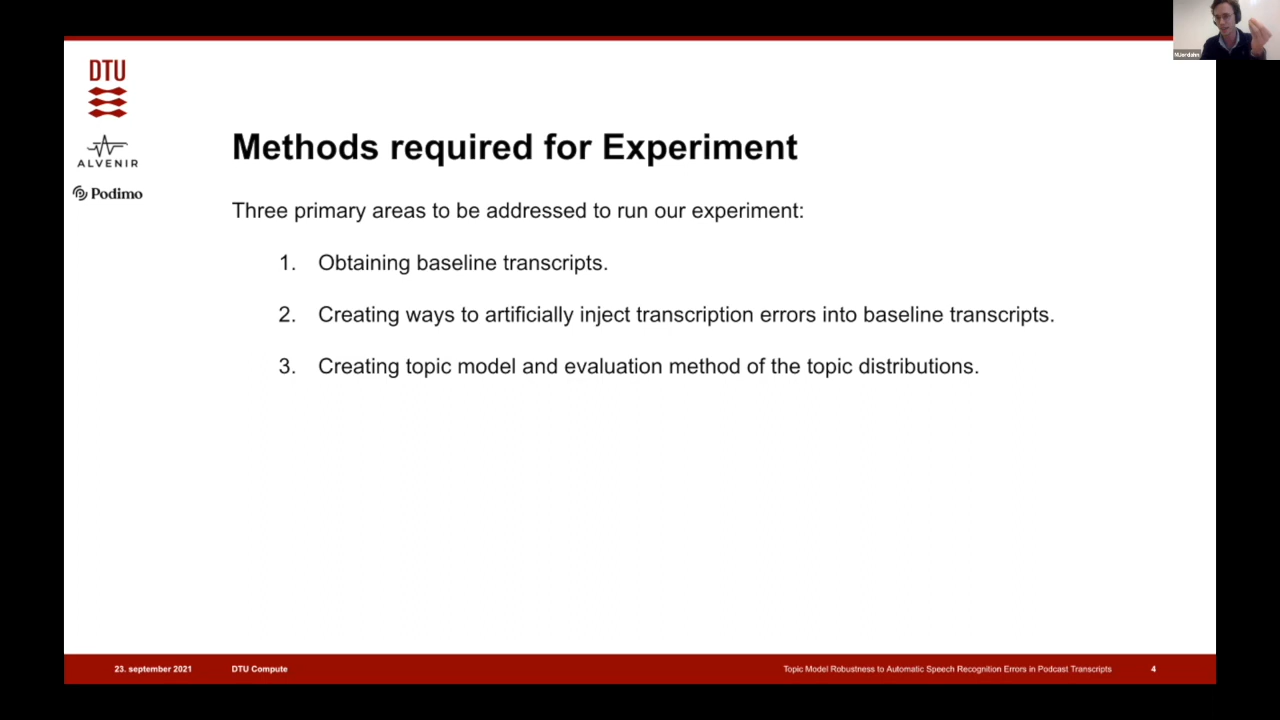 DTU
ALVENIR
Podimo
Methods required for Experiment
Three primary areas to be addressed to run our experiment:
1. Obtaining baseline transcripts.
2. Creating ways to artificially inject transcription errors into baseline transcripts.
3. Creating topic model and evaluation method of the topic distributions.
23. september 2021 DTU Compute Topic Model Robustness to Automatic Speech Recognition Errors in Podcast Transcripts 4